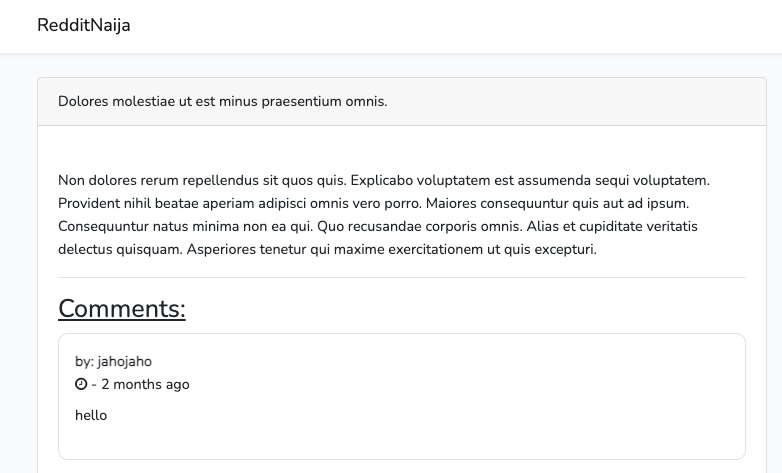 RedditNaija
Dolores molestiae ut est minus praesentium omnis.
Non dolores rerum repellendus sit quos quis. Explicabo voluptatem est assumenda sequi voluptatem.
Provident nihil beatae aperiam adipisci omnis vero porro. Maiores consequuntur quis aut ad ipsum.
Consequuntur natus minima non ea qui. Quo recusandae corporis omnis. Alias et cupiditate veritatis
delectus quisquam. Asperiores tenetur qui maxime exercitationem ut quis excepturi.
Comments:
by: jahojaho
- 2 months ago
hello